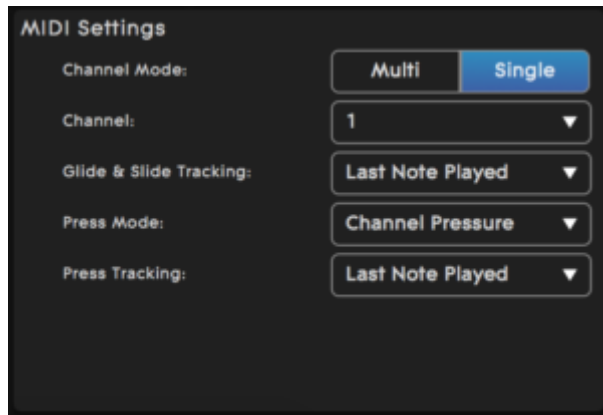 MIDI Settings
Channel Mode: Multi Single
Channel: 1
Glide & Slide Tracking: Last Note Played
Press Mode: Channel Pressure
Press Tracking: Last Note Played